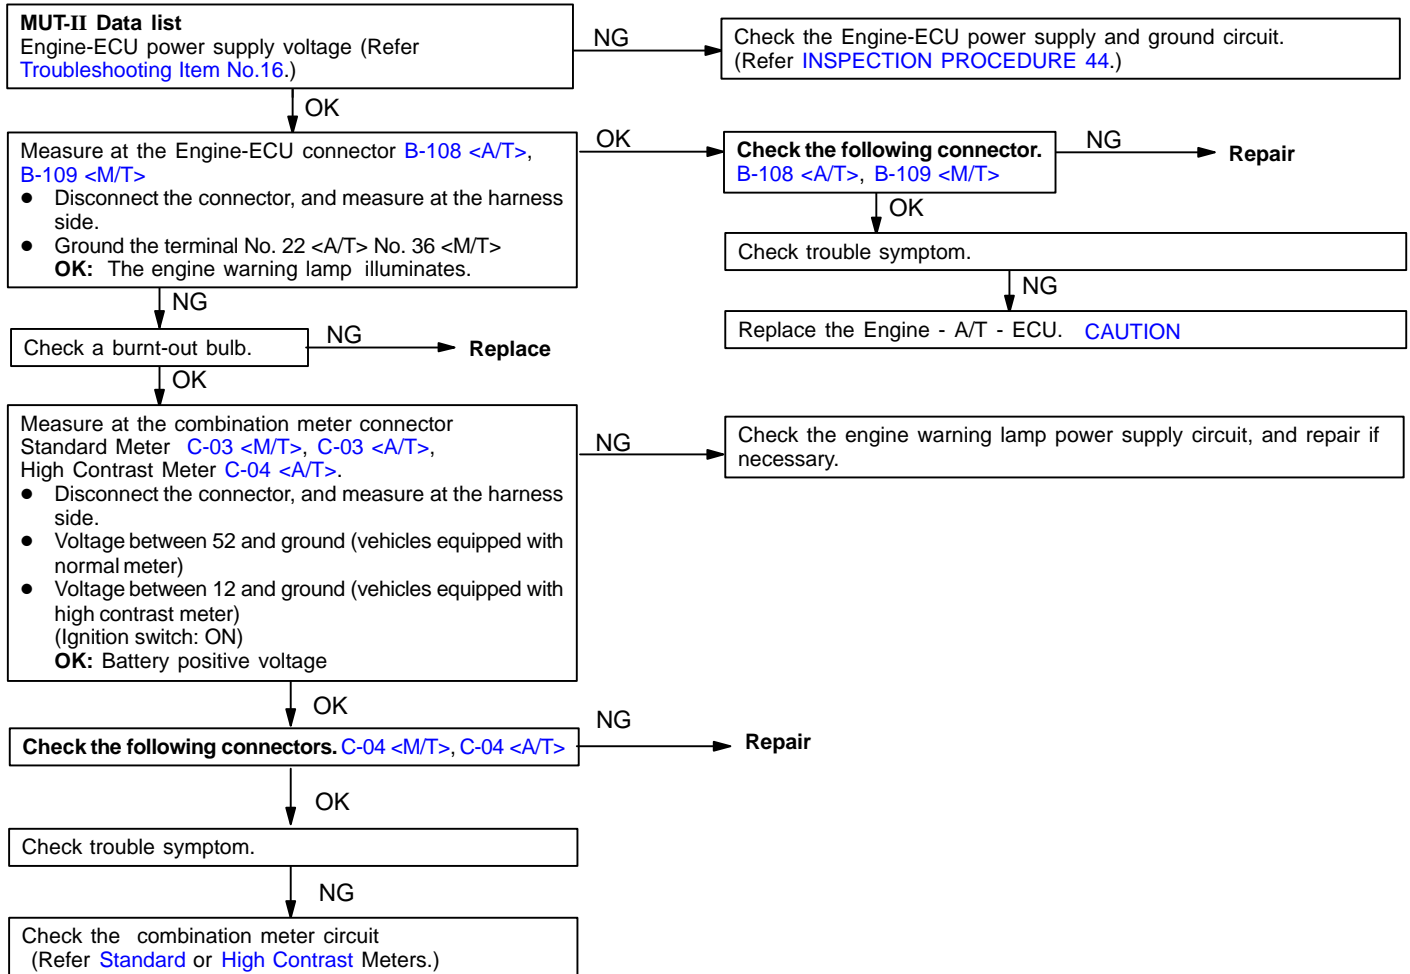 MUT-II Data list
Engine-ECU power supply voltage (Refer
Troubleshooting Item No.16.)
NG
Check the Engine-ECU power supply and ground circuit.
(Refer INSPECTION PROCEDURE 44.)
OK
Measure at the Engine-ECU connector B-108 <A/T>,
B-109 <M/T>
● Disconnect the connector, and measure at the harness
side.
● Ground the terminal No. 22 <A/T> No. 36 <M/T>
OK: The engine warning lamp illuminates.
OK
Check the following connector.
B-108 <A/T>, B-109 <M/T>
NG
Repair
OK
Check trouble symptom.
NG
Replace the Engine - A/T - ECU. CAUTION
NG
Check a burnt-out bulb.
NG
Replace
OK
Measure at the combination meter connector
Standard Meter C-03 <M/T>, C-03 <A/T>,
High Contrast Meter C-04 <A/T>.
● Disconnect the connector, and measure at the harness
side.
● Voltage between 52 and ground (vehicles equipped with
normal meter)
● Voltage between 12 and ground (vehicles equipped with
high contrast meter)
(Ignition switch: ON)
OK: Battery positive voltage
NG
Check the engine warning lamp power supply circuit, and repair if
necessary.
OK
Check the following connectors. C-04 <M/T>, C-04 <A/T>
NG
Repair
OK
Check trouble symptom.
NG
Check the combination meter circuit
(Refer Standard or High Contrast Meters.)